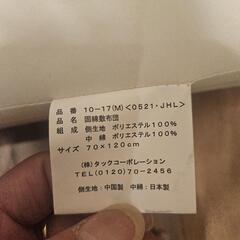 品番 10-17(M)<0521・JHL>
品名 固綿敷布団
組成 側生地 ポリエステル100%
中綿 ポリエステル100%
サイズ 70×120cm
(株)タックコーポレーション
TEL(0120)70-2456
側生地:中国製 中綿:日本製